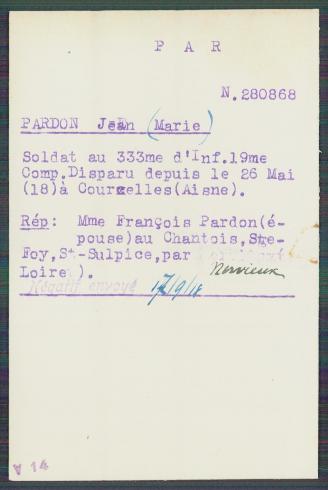 P A R
N.280868
PARDON Jean (Marie)
Soldat au 333me d'Inf.19me
Comp.Disparu depuis le 26 Mai
(18)à Courcelles(Aisne).
Rép: Mme François Pardon(é-
pouse)au Chantois,Ste-
Foy,St-Sulpice,par Nervieux
Loire).
Négatif envoyé 17/9/18
A 14